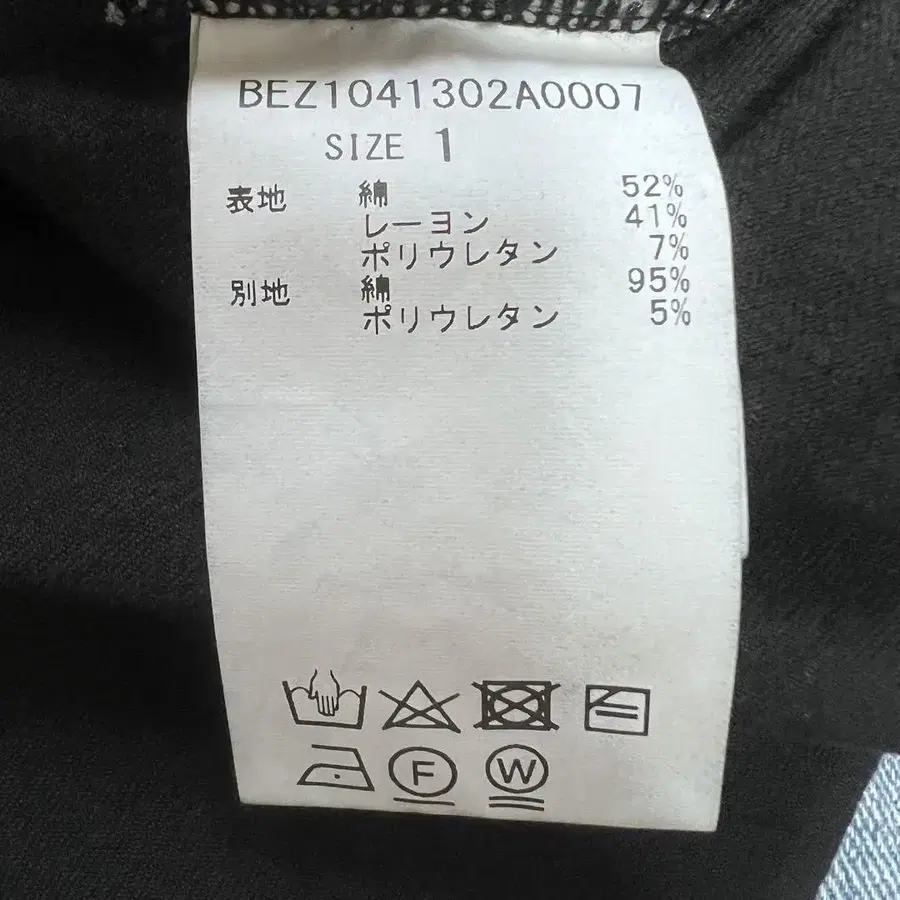 BEZ1041302A0007
SIZE 1
表地 綿 52%
レーヨン 41%
ポリウレタン 7%
別地 綿 95%
ポリウレタン 5%
F W